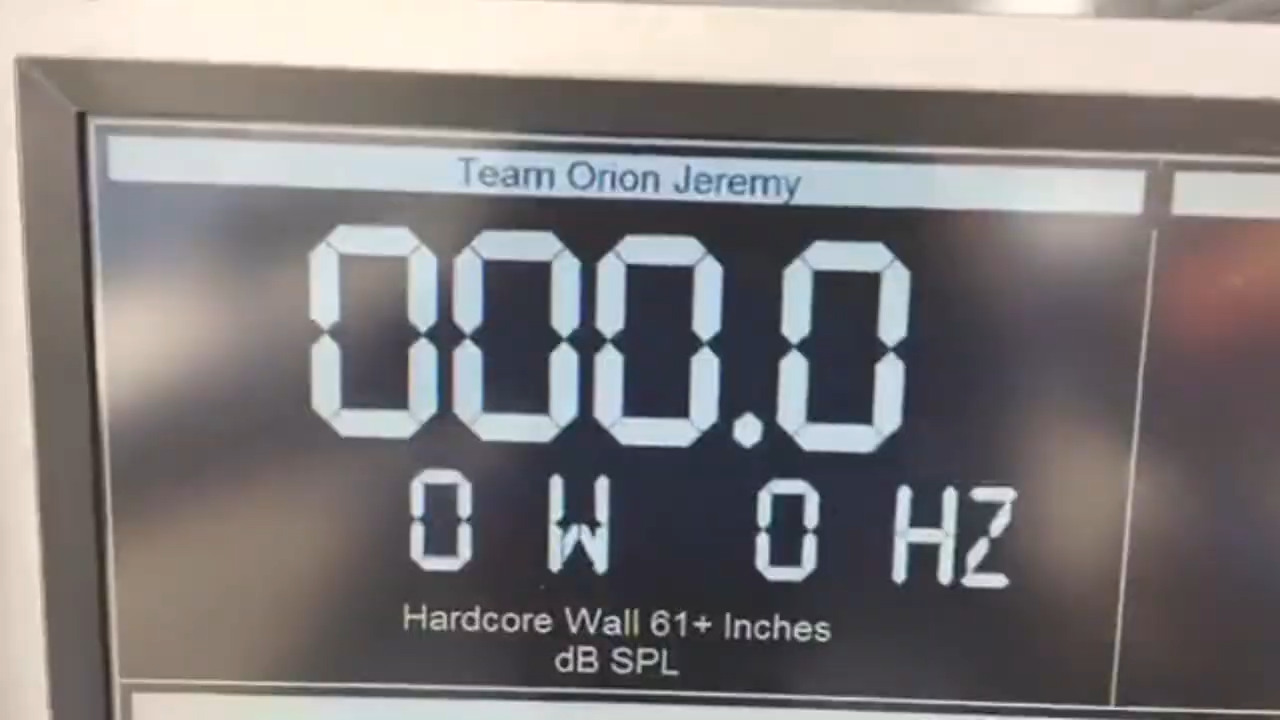 Team Orion Jeremy
000.0
0 W 0 HZ
Hardcore Wall 61+ Inches
dB SPL